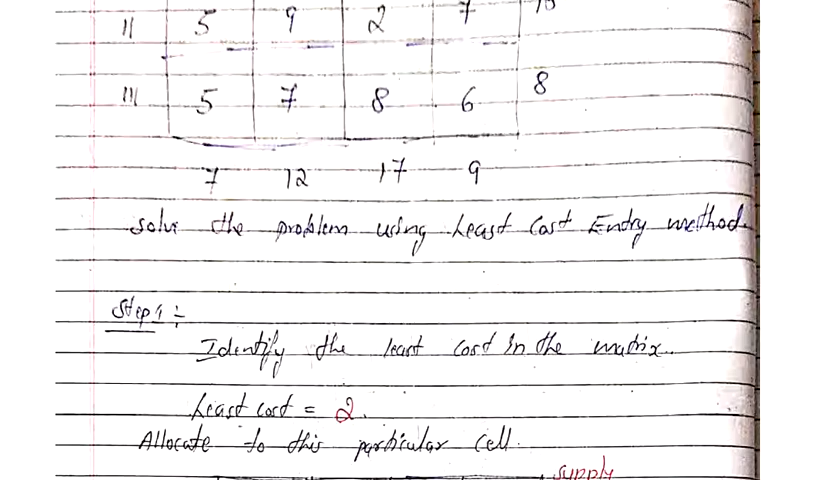 II 5 9 2 7
III 5 7 8 6 8
7 12 17 9
solve the problem using Least Cost Entry method.
Step 1 :-
Identify the least cost in the matrix.
Least cost = 2.
Allocate to this particular cell.
supply